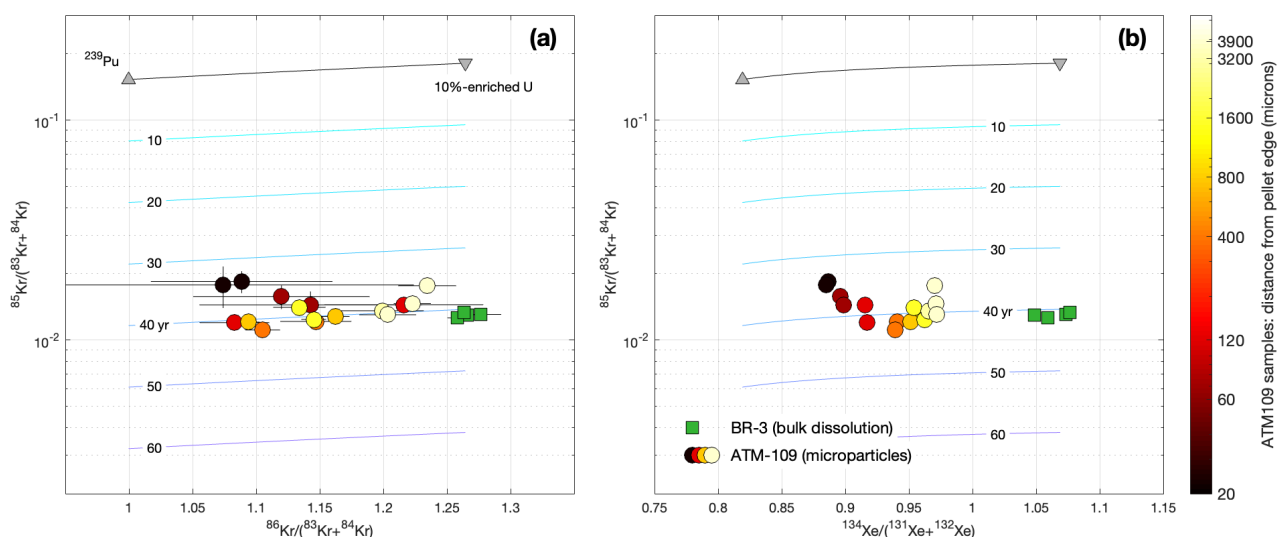 (a)
²³⁹Pu
10%-enriched U
10⁻¹
10
20
30
40 yr
10⁻²
50
60
⁸⁵Kr/(⁸³Kr+⁸⁴Kr)
1
1.05
1.1
1.15
1.2
1.25
1.3
⁸⁶Kr/(⁸³Kr+⁸⁴Kr)
(b)
10⁻¹
10
20
30
40 yr
10⁻²
50
60
BR-3 (bulk dissolution)
ATM-109 (microparticles)
⁸⁵Kr/(⁸³Kr+⁸⁴Kr)
0.75
0.8
0.85
0.9
0.95
1
1.05
1.1
1.15
¹³⁴Xe/(¹³¹Xe+¹³²Xe)
3900
3200
1600
800
400
120
60
20
ATM109 samples: distance from pellet edge (microns)